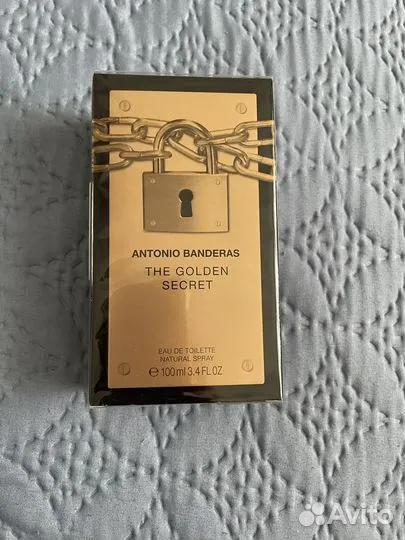 ANTONIO BANDERAS
THE GOLDEN
SECRET
EAU DE TOILETTE
NATURAL SPRAY
℮ 100 ml 3.4 FL.OZ
Avito